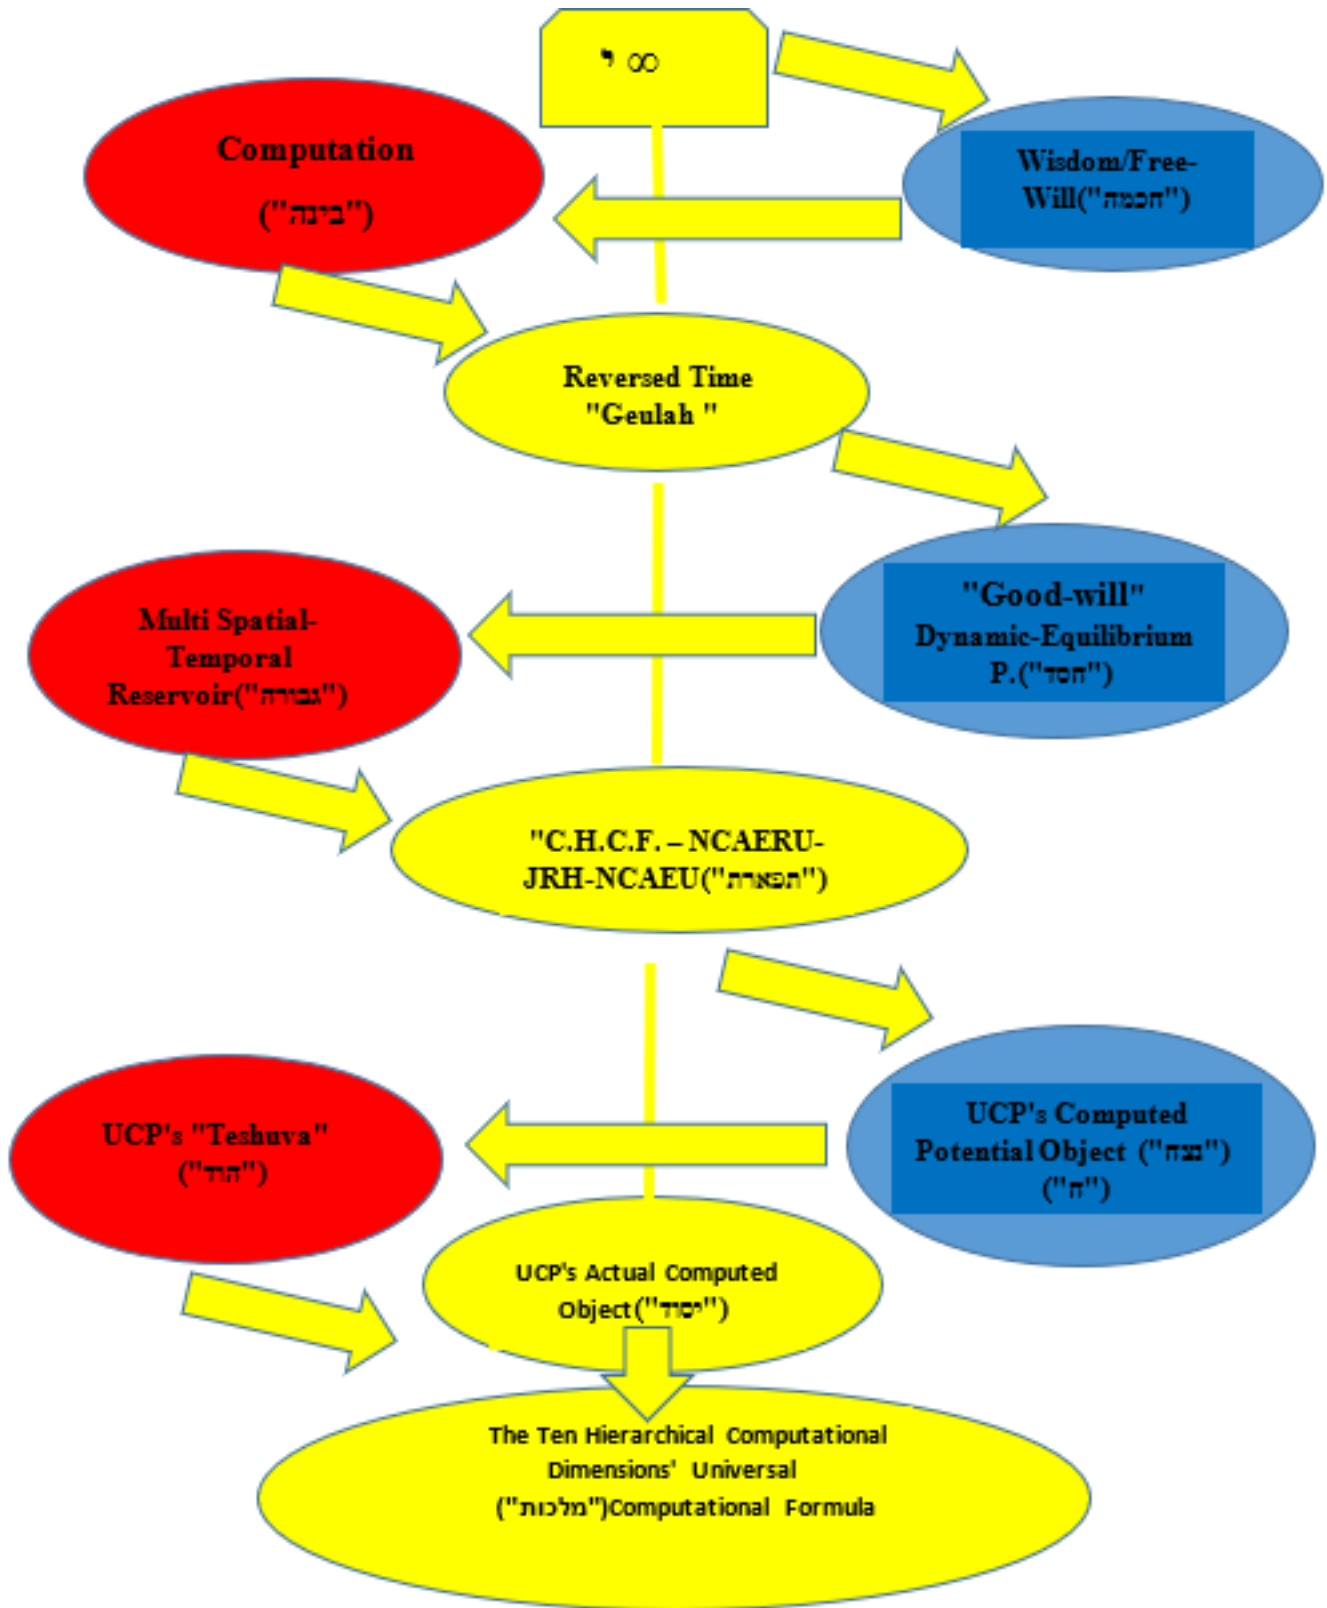 י ∞
Computation
("בינה")
Wisdom/Free-
Will("חכמה")
Reversed Time
"Geulah "
"Good-will"
Dynamic-Equilibrium
P.("חסד")
Multi Spatial-
Temporal
Reservoir("גבורה")
"C.H.C.F. – NCAERU-
JRH-NCAEU("תפארת")
UCP's Computed
Potential Object ("נצח")
("ח")
UCP's "Teshuva"
("הוד")
UCP's Actual Computed
Object("יסוד")
The Ten Hierarchical Computational
Dimensions' Universal
("מלכות")Computational Formula